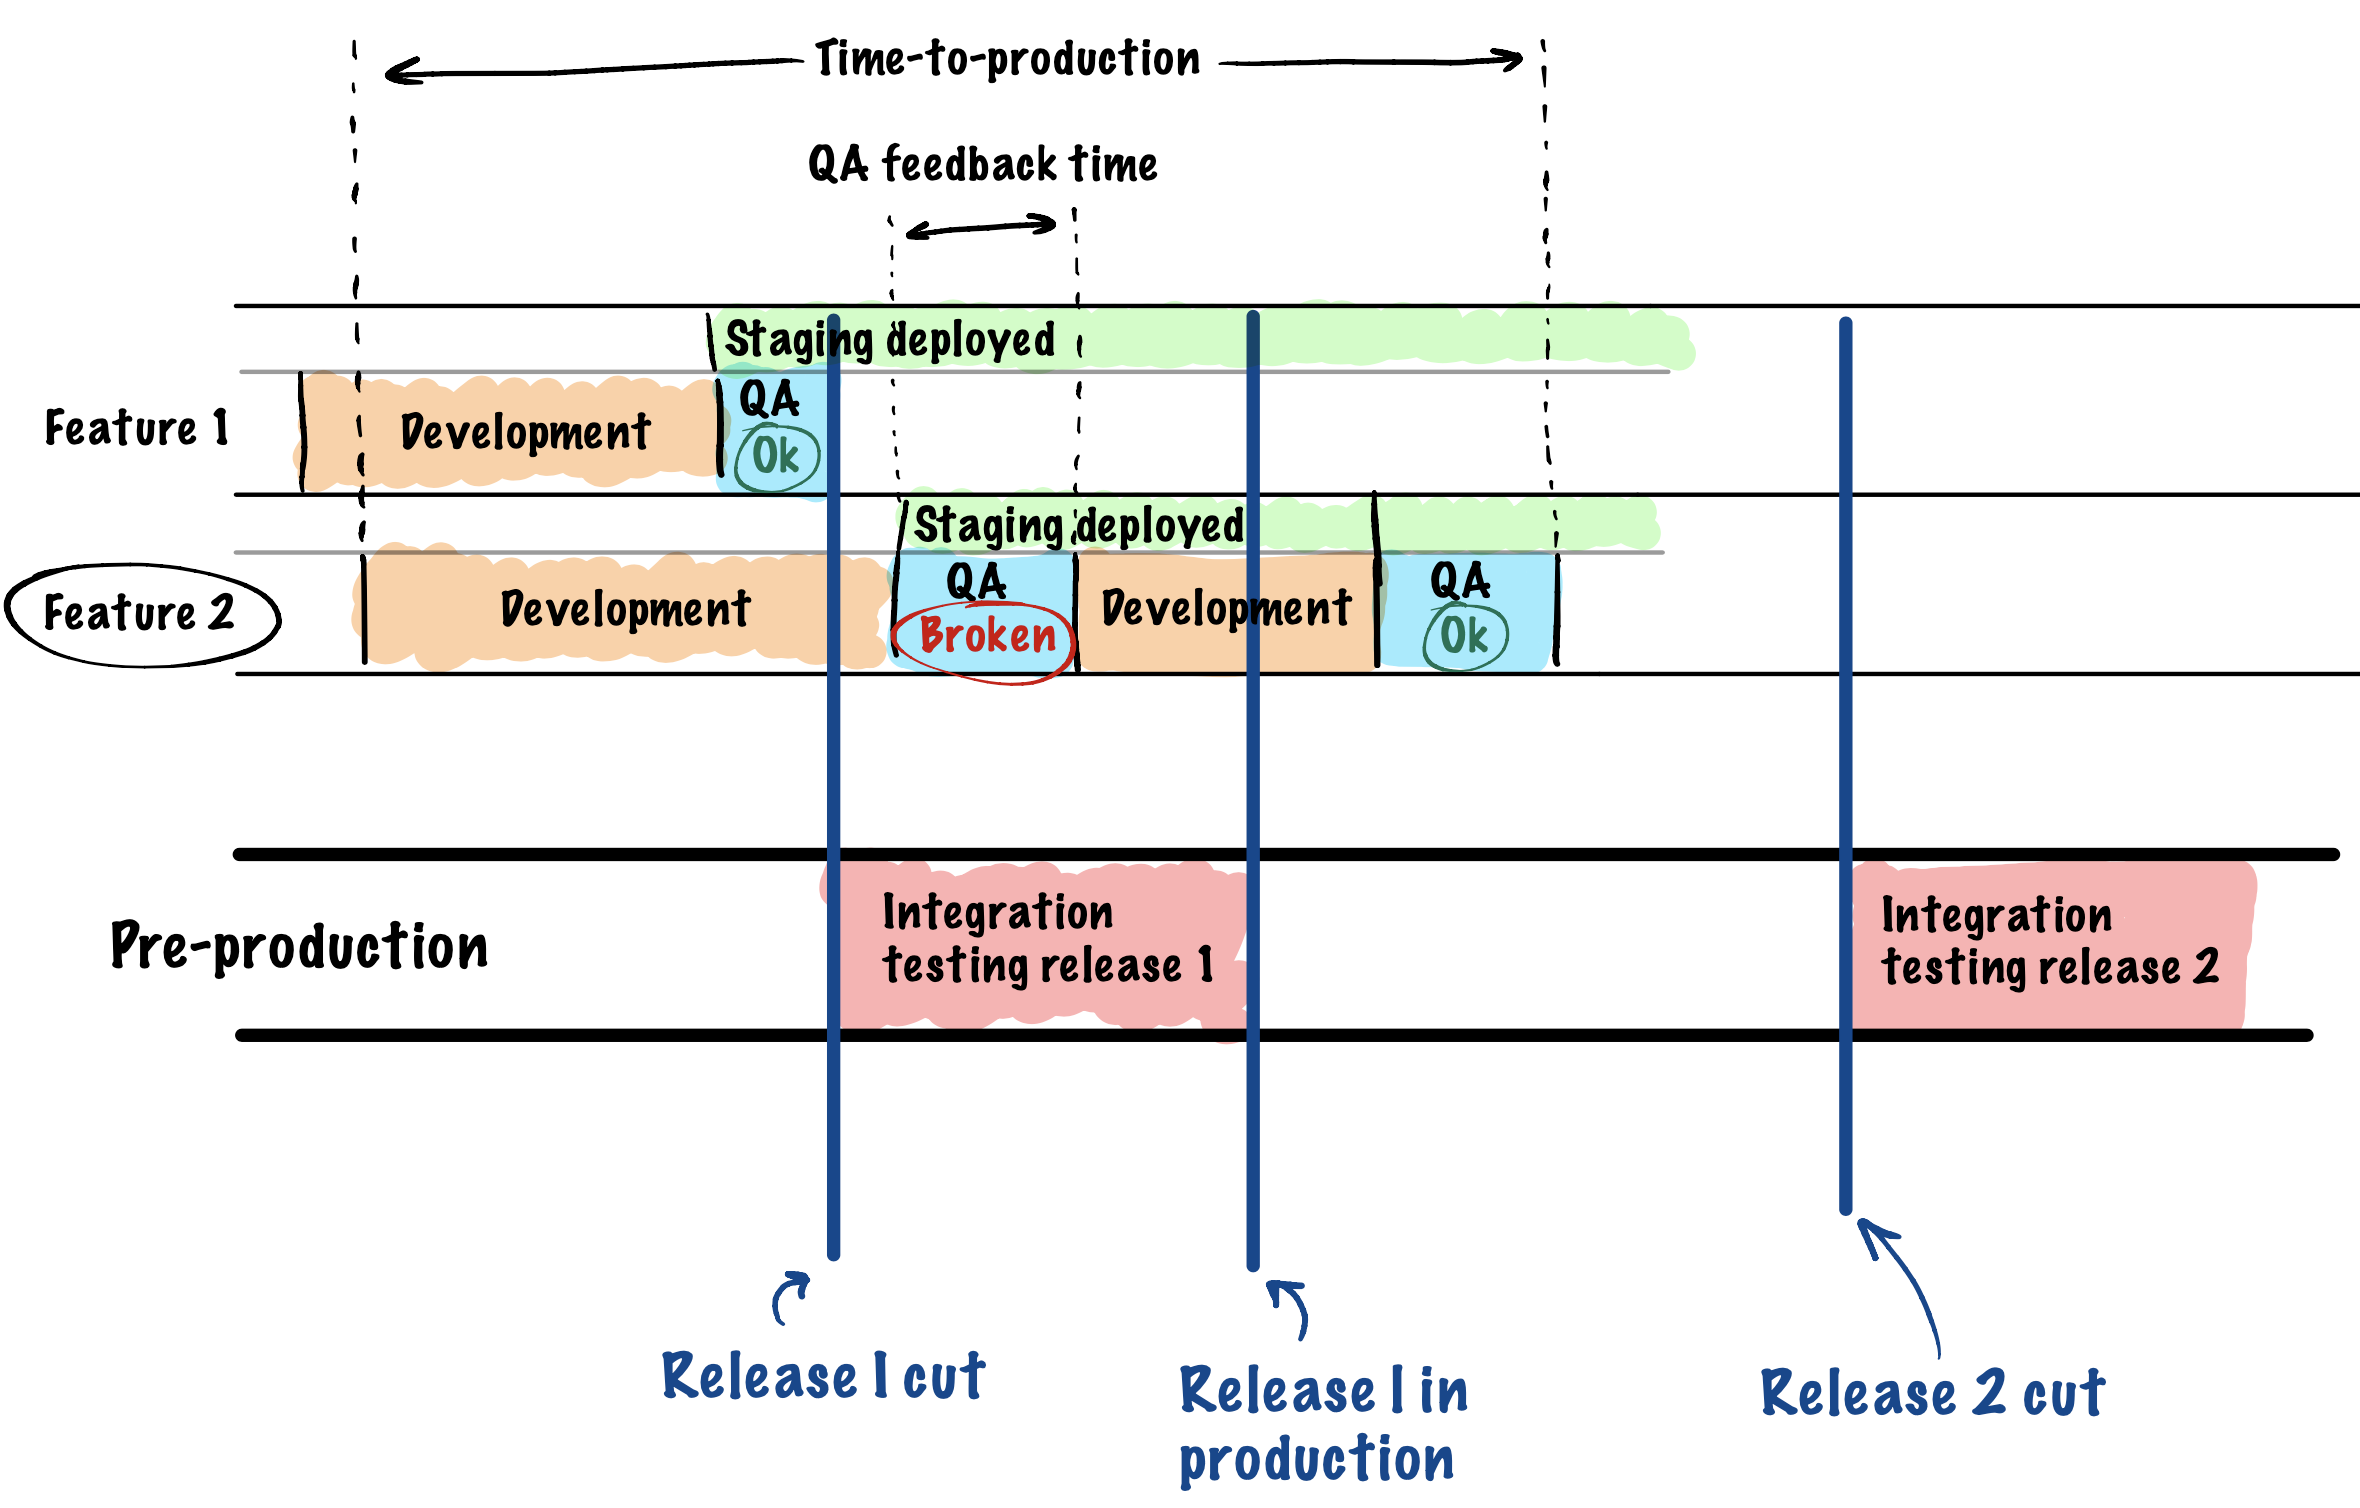 Time-to-production
QA feedback time
Staging deployed
Feature 1
Development
QA
Ok
Staging deployed
Feature 2
Development
QA
Broken
Development
QA
Ok
Pre-production
Integration
testing release 1
Integration
testing release 2
Release 1 cut
Release 1 in
production
Release 2 cut